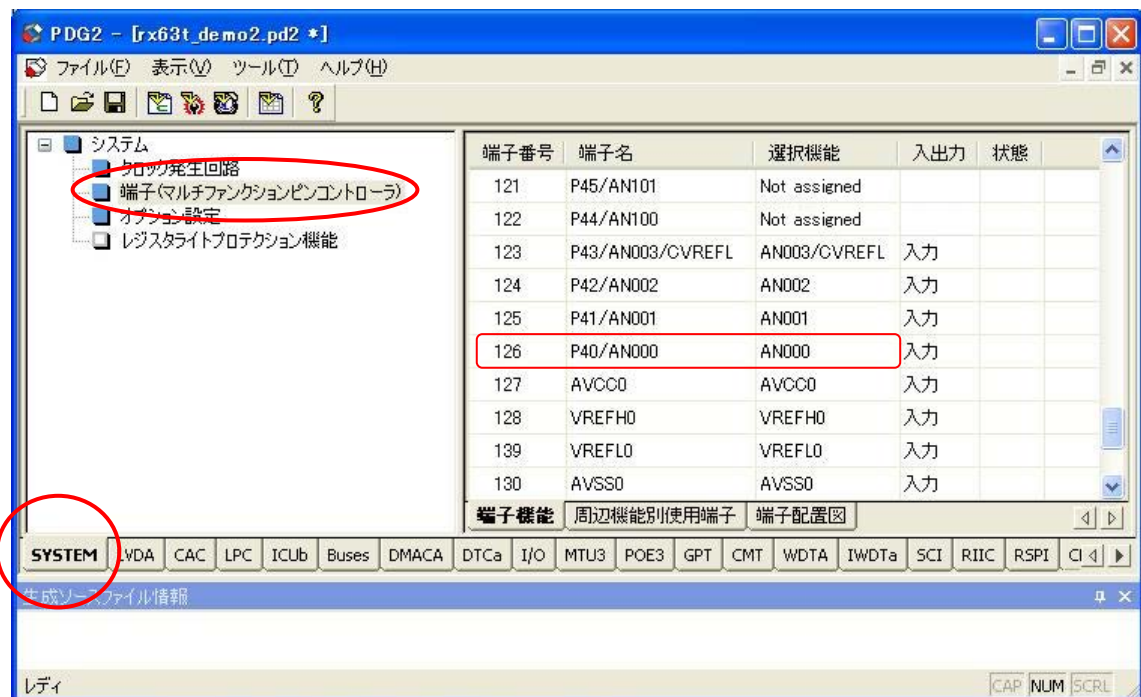 PDG2 - [rx63t_demo2.pd2 *]
ファイル(F) 表示(V) ツール(T) ヘルプ(H)
システム
クロック発生回路
端子(マルチファンクションピンコントローラ)
オプション設定
レジスタライトプロテクション機能
端子番号 端子名 選択機能 入出力 状態
121 P45/AN101 Not assigned
122 P44/AN100 Not assigned
123 P43/AN003/CVREFL AN003/CVREFL 入力
124 P42/AN002 AN002 入力
125 P41/AN001 AN001 入力
126 P40/AN000 AN000 入力
127 AVCC0 AVCC0 入力
128 VREFH0 VREFH0 入力
139 VREFL0 VREFL0 入力
130 AVSS0 AVSS0 入力
端子機能 周辺機能別使用端子 端子配置図
SYSTEM LVDA CAC LPC ICUb Buses DMACA DTCa I/O MTU3 POE3 GPT CMT WDTA IWDTa SCI RIIC RSPI
生成ソースファイル情報
レディ
CAP NUM SCRL